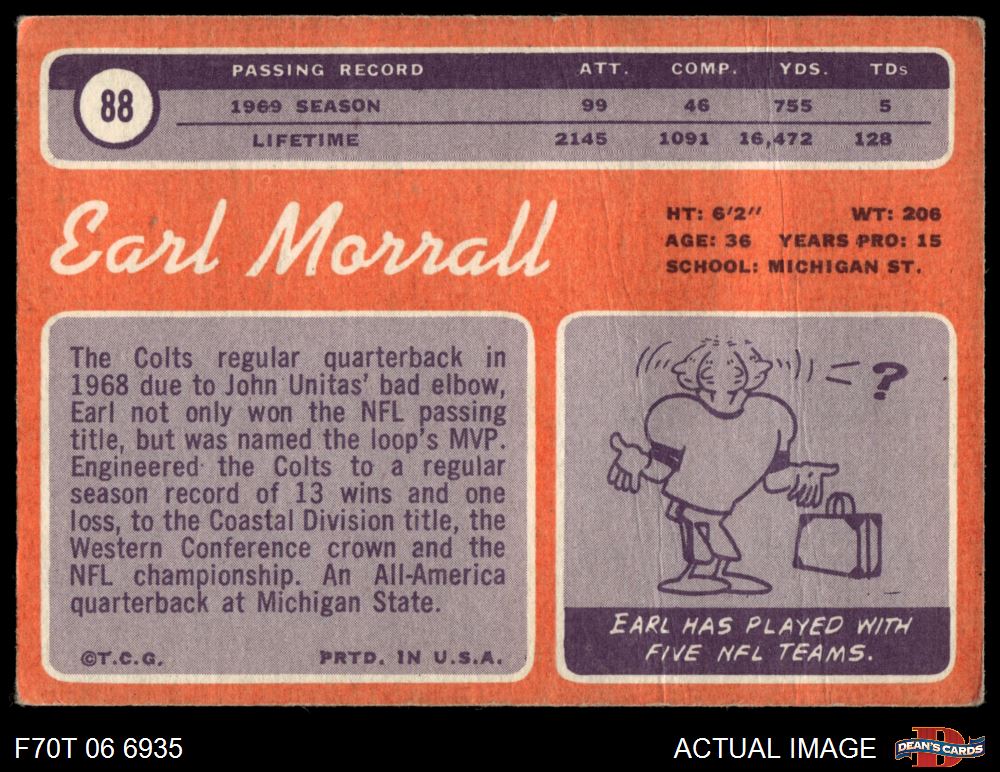 88
PASSING RECORD ATT. COMP. YDS. TDs
1969 SEASON 99 46 755 5
LIFETIME 2145 1091 16,472 128
Earl Morrall
HT: 6'2" WT: 206
AGE: 36 YEARS PRO: 15
SCHOOL: MICHIGAN ST.
The Colts regular quarterback in
1968 due to John Unitas' bad elbow,
Earl not only won the NFL passing
title, but was named the loop's MVP.
Engineered the Colts to a regular
season record of 13 wins and one
loss, to the Coastal Division title, the
Western Conference crown and the
NFL championship. An All-America
quarterback at Michigan State.
©T.C.G. PRTD. IN U.S.A.
?
EARL HAS PLAYED WITH
FIVE NFL TEAMS.
F70T 06 6935
ACTUAL IMAGE
D
DEAN'S CARDS